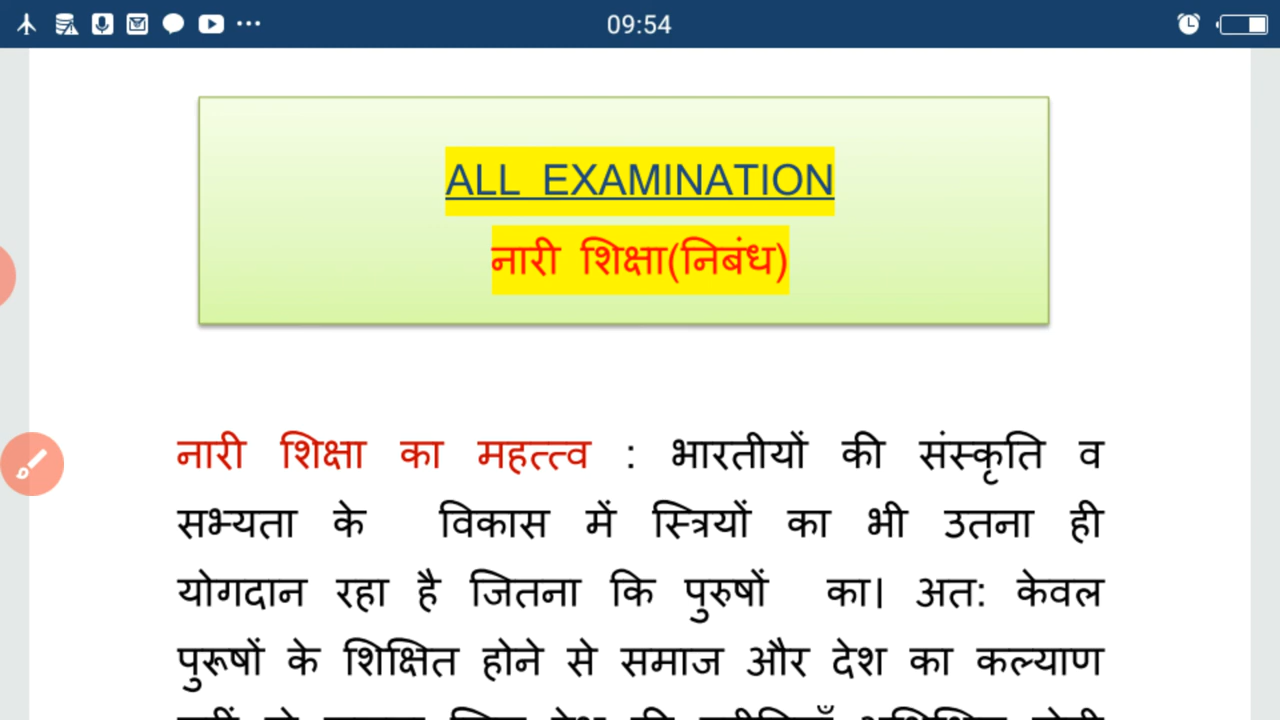 09:54
ALL EXAMINATION
नारी शिक्षा(निबंध)
नारी शिक्षा का महत्त्व : भारतीयों की संस्कृति व
सभ्यता के विकास में स्त्रियों का भी उतना ही
योगदान रहा है जितना कि पुरुषों का। अत: केवल
पुरूषों के शिक्षित होने से समाज और देश का कल्याण